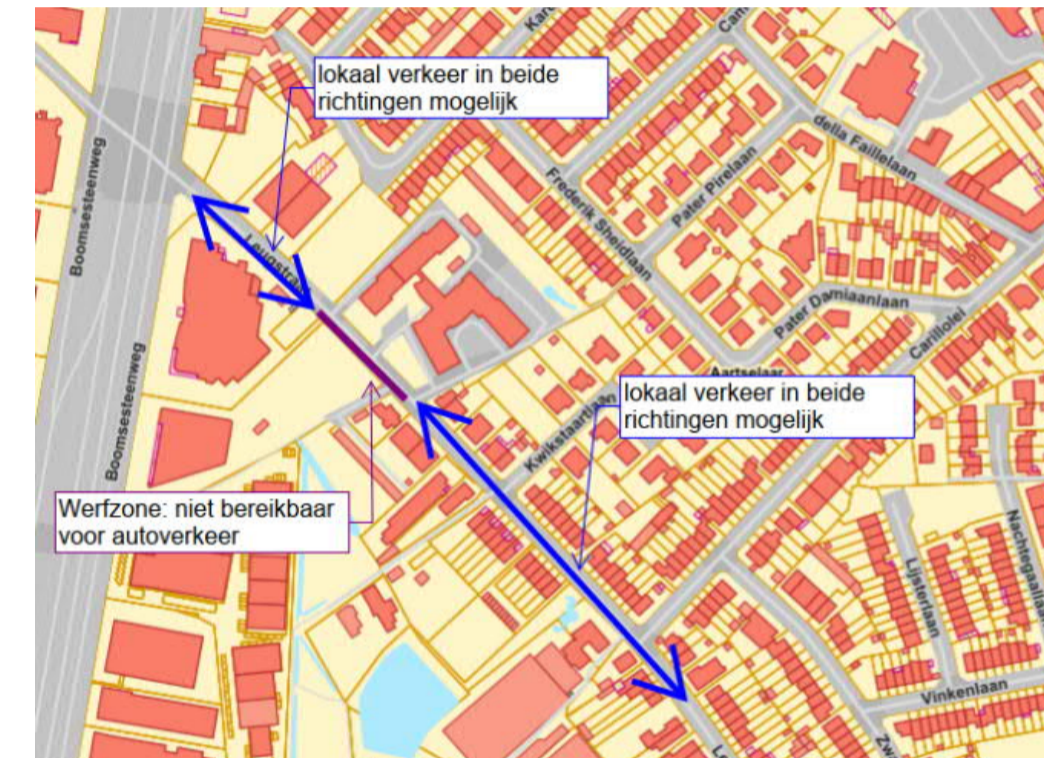 lokaal verkeer in beide
richtingen mogelijk
della Faillelaan
Boomsesteenweg
Pater Pirelaan
Frederik Sheidlaan
Leugstraat
Pater Damiaanlaan
Carillolei
Boomsesteenweg
Aartselaar
lokaal verkeer in beide
richtingen mogelijk
Kwikstaartlaan
Werfzone: niet bereikbaar
voor autoverkeer
Lijsterlaan
Vinkenlaan